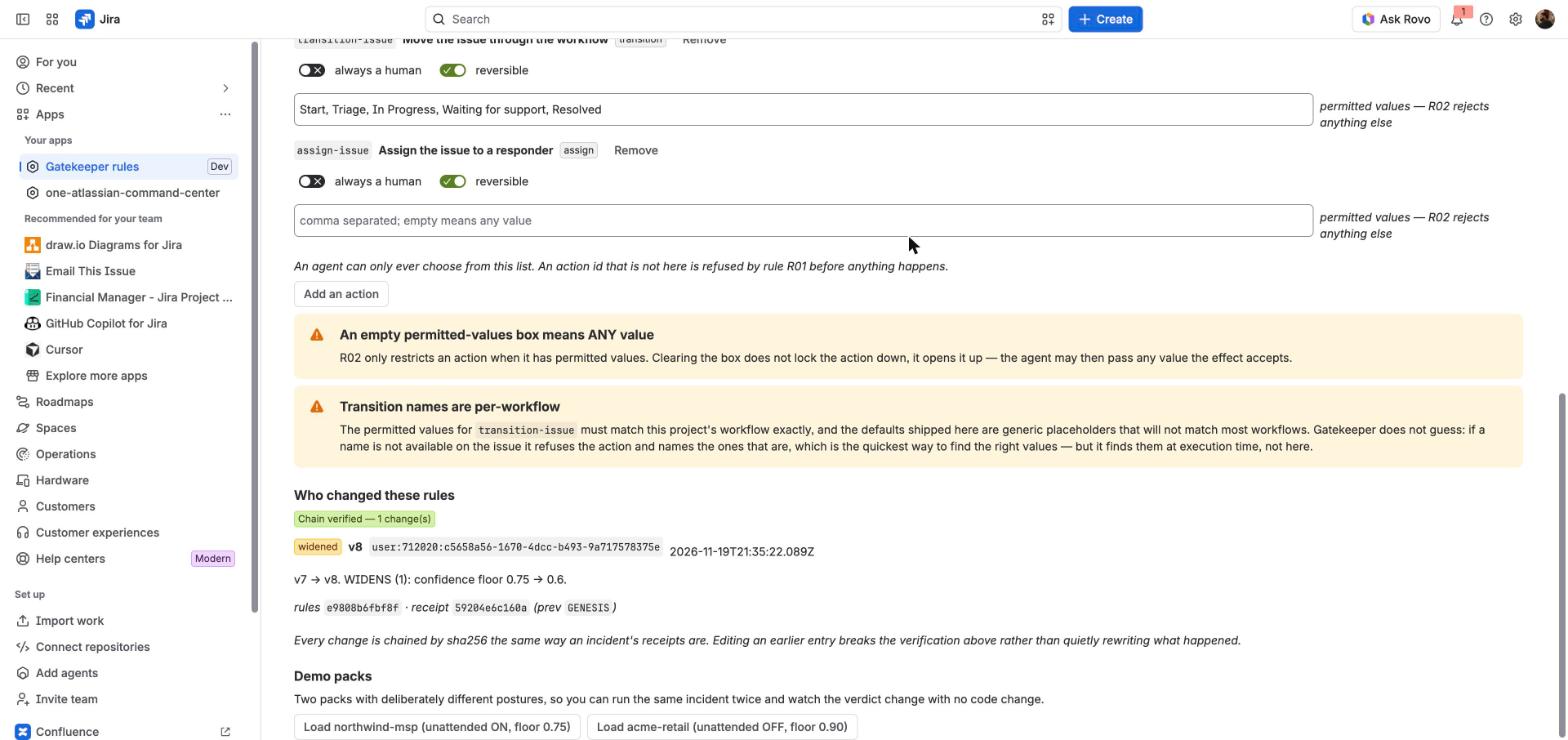 Jira
Search
Create
Ask Rovo
1
For you
Recent
Apps
Your apps
Gatekeeper rules Dev
one-atlassian-command-center
Recommended for your team
draw.io Diagrams for Jira
Email This Issue
Financial Manager - Jira Project ...
GitHub Copilot for Jira
Cursor
Explore more apps
Roadmaps
Spaces
Operations
Hardware
Customers
Customer experiences
Help centers Modern
Set up
Import work
Connect repositories
Add agents
Invite team
Confluence
transition-issue Move the issue through the workflow transition Remove
always a human reversible
Start, Triage, In Progress, Waiting for support, Resolved
permitted values — R02 rejects
anything else
assign-issue Assign the issue to a responder assign Remove
always a human reversible
comma separated; empty means any value
permitted values — R02 rejects
anything else
An agent can only ever choose from this list. An action id that is not here is refused by rule R01 before anything happens.
Add an action
An empty permitted-values box means ANY value
R02 only restricts an action when it has permitted values. Clearing the box does not lock the action down, it opens it up — the agent may then pass any value the effect accepts.
Transition names are per-workflow
The permitted values for transition-issue must match this project's workflow exactly, and the defaults shipped here are generic placeholders that will not match most workflows. Gatekeeper does not guess: if a
name is not available on the issue it refuses the action and names the ones that are, which is the quickest way to find the right values — but it finds them at execution time, not here.
Who changed these rules
Chain verified — 1 change(s)
widened v8 user:712020:c5658a56-1670-4dcc-b493-9a717578375e 2026-11-19T21:35:22.089Z
v7 → v8. WIDENS (1): confidence floor 0.75 → 0.6.
rules e9808b6fbf8f · receipt 59204e6c160a (prev GENESIS)
Every change is chained by sha256 the same way an incident's receipts are. Editing an earlier entry breaks the verification above rather than quietly rewriting what happened.
Demo packs
Two packs with deliberately different postures, so you can run the same incident twice and watch the verdict change with no code change.
Load northwind-msp (unattended ON, floor 0.75) Load acme-retail (unattended OFF, floor 0.90)